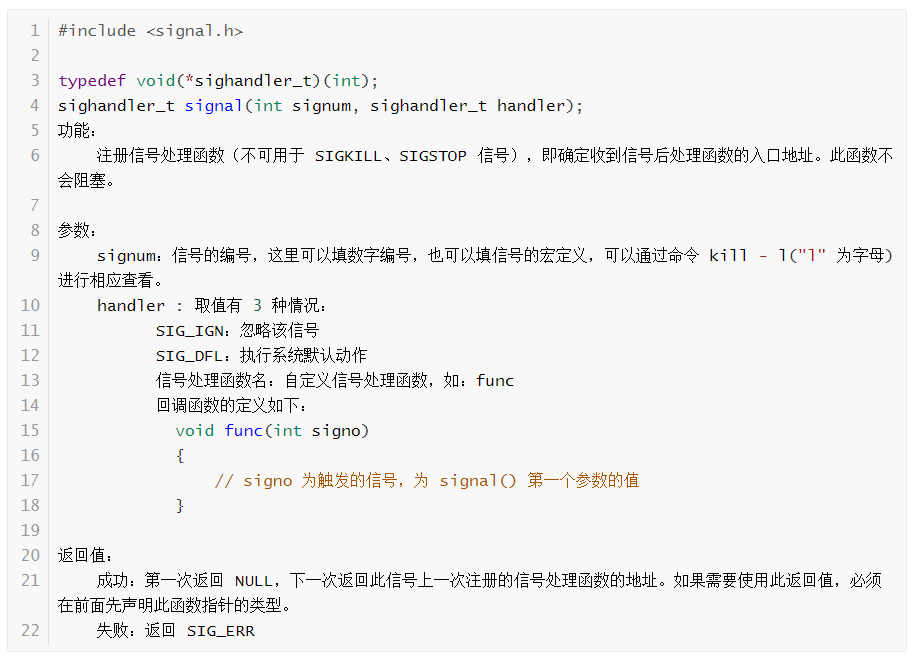 1 #include <signal.h>
2
3 typedef void(*sighandler_t)(int);
4 sighandler_t signal(int signum, sighandler_t handler);
5 功能：
6 注册信号处理函数（不可用于 SIGKILL、SIGSTOP 信号），即确定收到信号后处理函数的入口地址。此函数不
会阻塞。
7
8 参数：
9 signum：信号的编号，这里可以填数字编号，也可以填信号的宏定义，可以通过命令 kill - l("l" 为字母)
进行相应查看。
10 handler : 取值有 3 种情况：
11 SIG_IGN：忽略该信号
12 SIG_DFL：执行系统默认动作
13 信号处理函数名：自定义信号处理函数，如：func
14 回调函数的定义如下：
15 void func(int signo)
16 {
17 // signo 为触发的信号，为 signal() 第一个参数的值
18 }
19
20 返回值：
21 成功：第一次返回 NULL，下一次返回此信号上一次注册的信号处理函数的地址。如果需要使用此返回值，必须
在前面先声明此函数指针的类型。
22 失败：返回 SIG_ERR